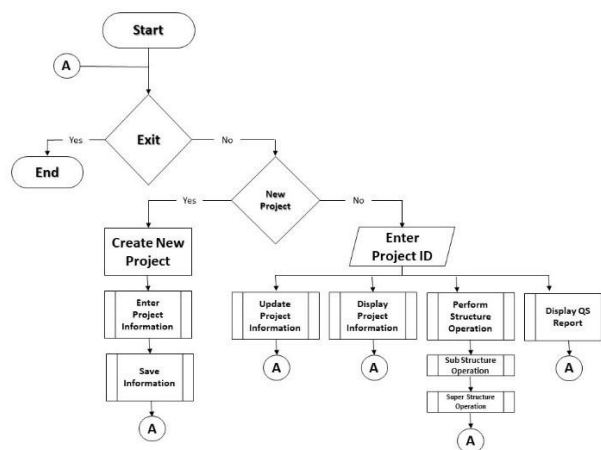 Start
A
Exit
Yes
No
End
New
Project
Yes
No
Create New
Project
Enter
Project ID
Enter
Project
Information
Update
Project
Information
Display
Project
Information
Perform
Structure
Operation
Display QS
Report
Save
Information
A
A
Sub Structure
Operation
A
Super Structure
Operation
A
A